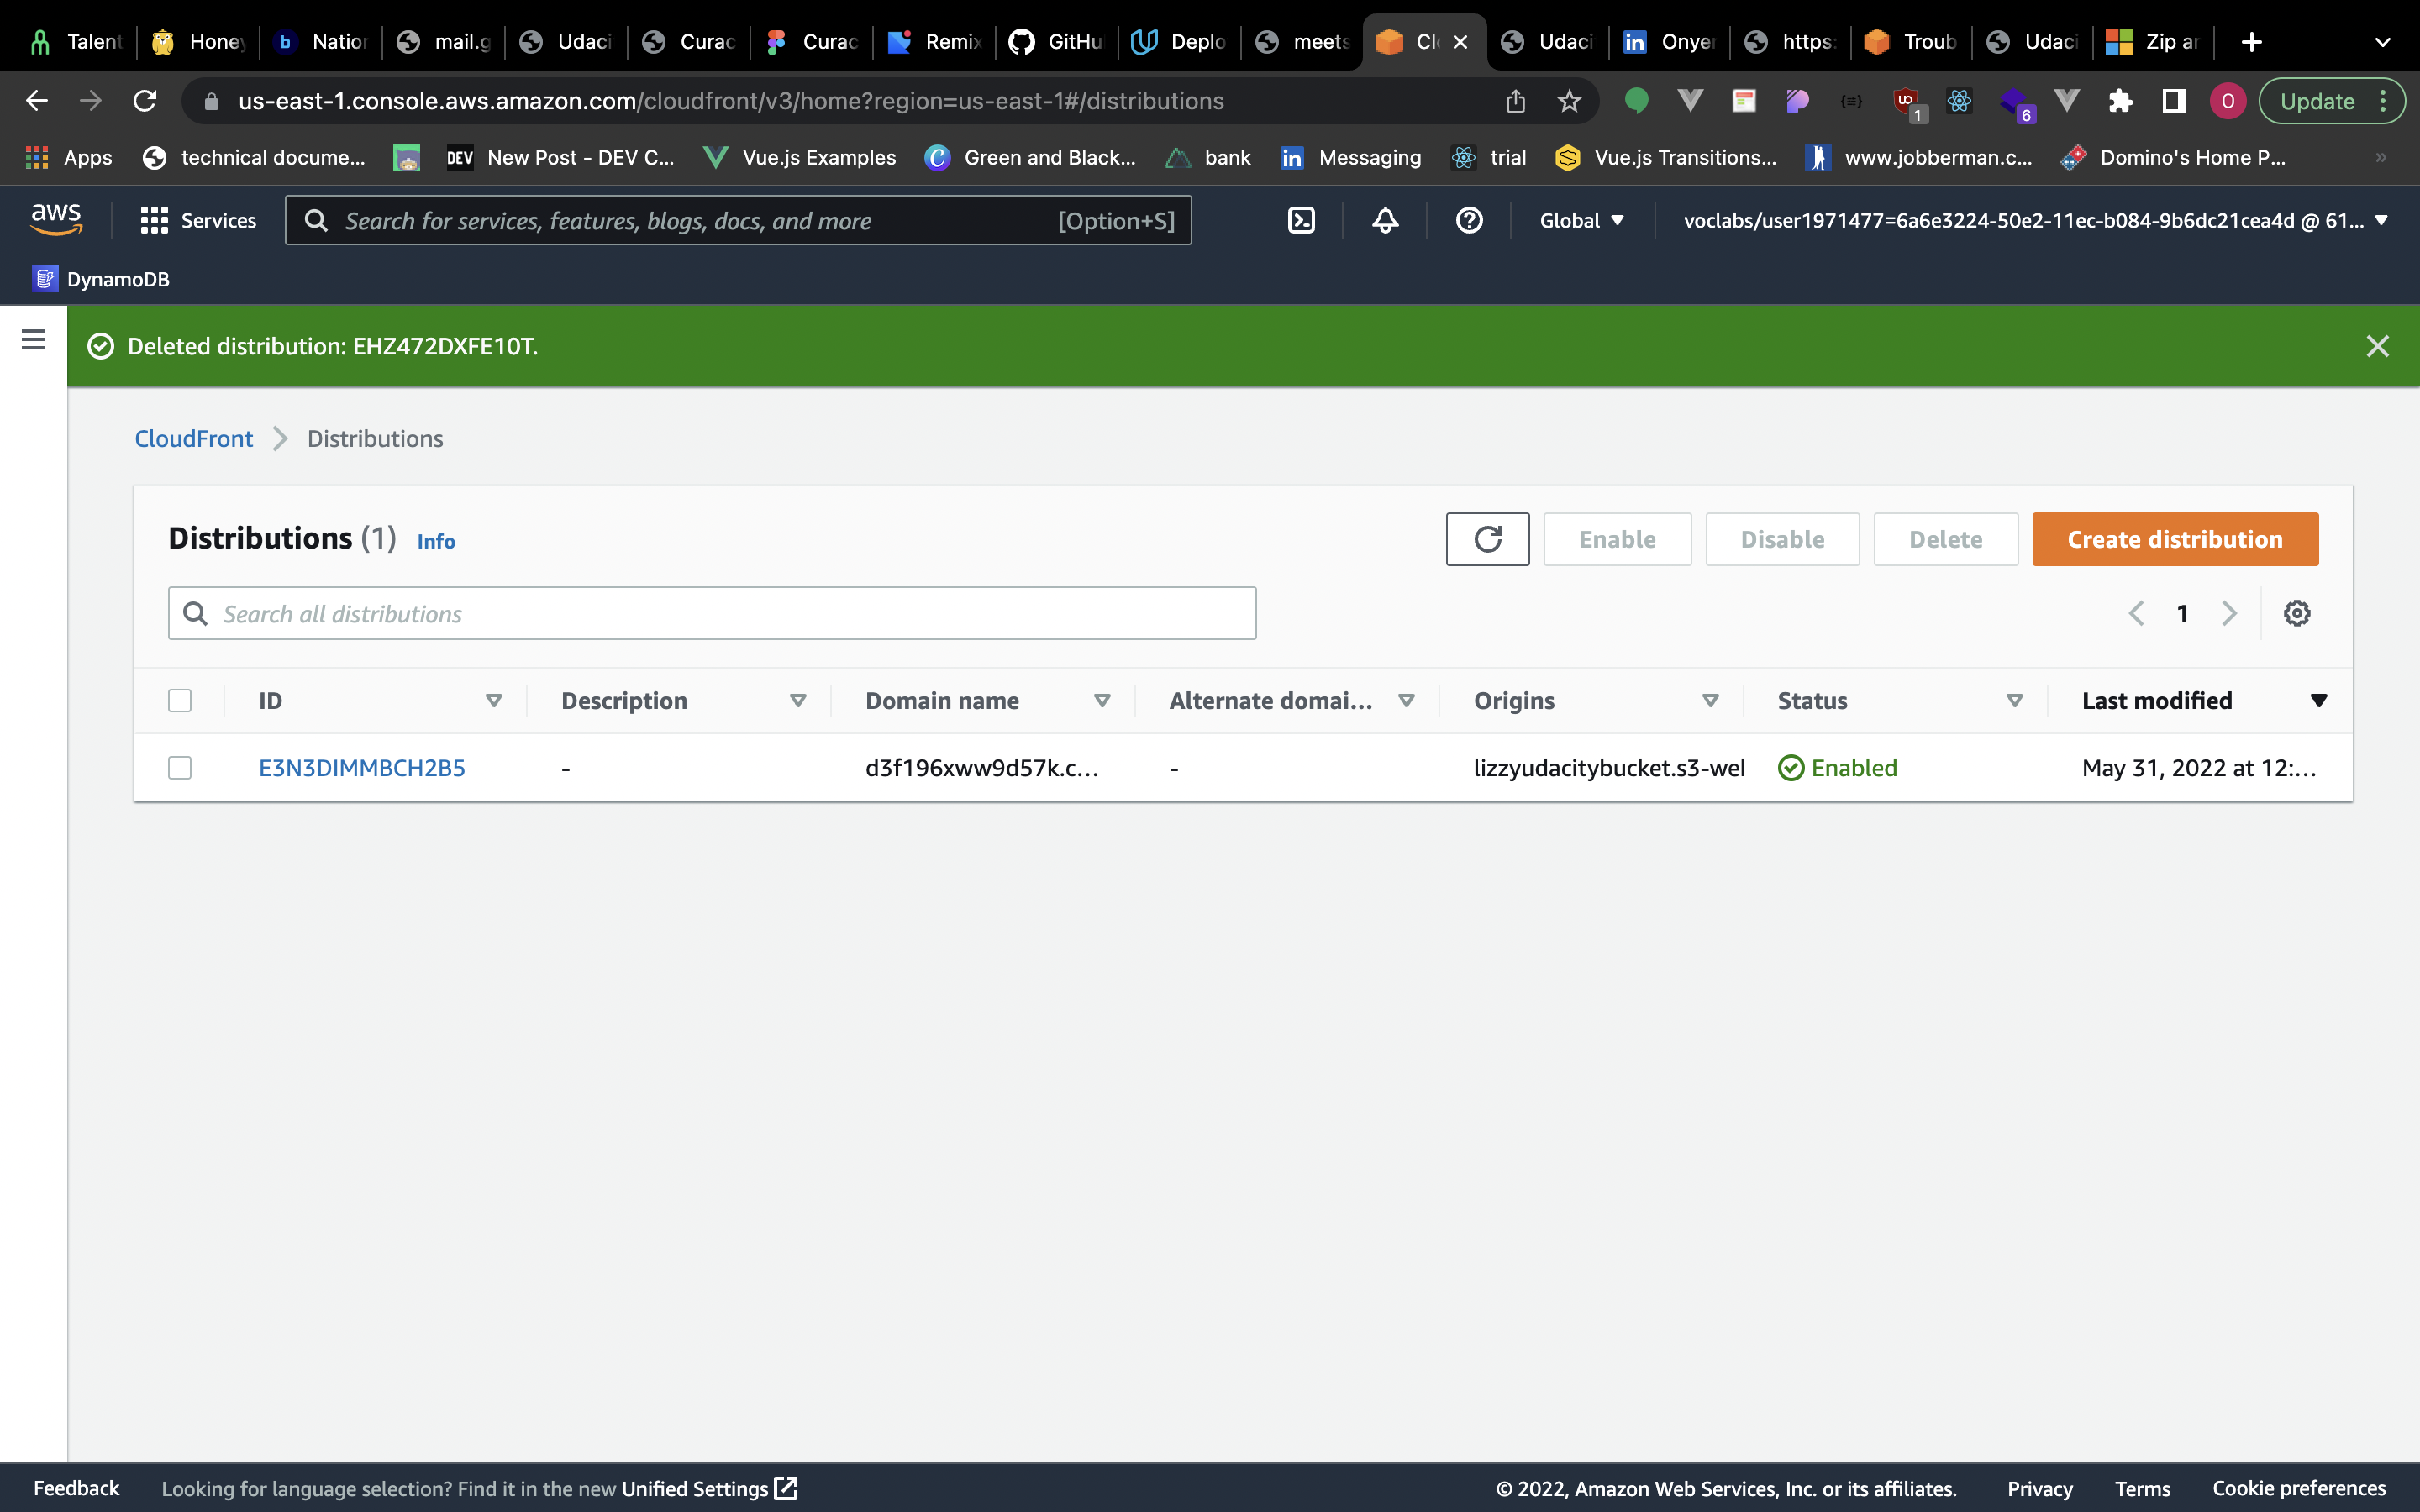 Talent Honey Nation mail.g Udaci Curac Curac Remix GitHu Deplo meets Clo Udaci Onyer https: Troub Udaci Zip ar
us-east-1.console.aws.amazon.com/cloudfront/v3/home?region=us-east-1#/distributions 1 6 O Update
Apps technical docume... DEV New Post - DEV C... Vue.js Examples Green and Black... bank Messaging trial Vue.js Transitions... www.jobberman.c... Domino's Home P... »
aws Services Search for services, features, blogs, docs, and more [Option+S] Global voclabs/user1971477=6a6e3224-50e2-11ec-b084-9b6dc21cea4d @ 61...
DynamoDB
Deleted distribution: EHZ472DXFE10T.
CloudFront Distributions
Distributions (1) Info Enable Disable Delete Create distribution
Search all distributions 1
ID Description Domain name Alternate domai... Origins Status Last modified
E3N3DIMMBCH2B5 - d3f196xww9d57k.c... - lizzyudacitybucket.s3-wel Enabled May 31, 2022 at 12:...
Feedback Looking for language selection? Find it in the new Unified Settings © 2022, Amazon Web Services, Inc. or its affiliates. Privacy Terms Cookie preferences